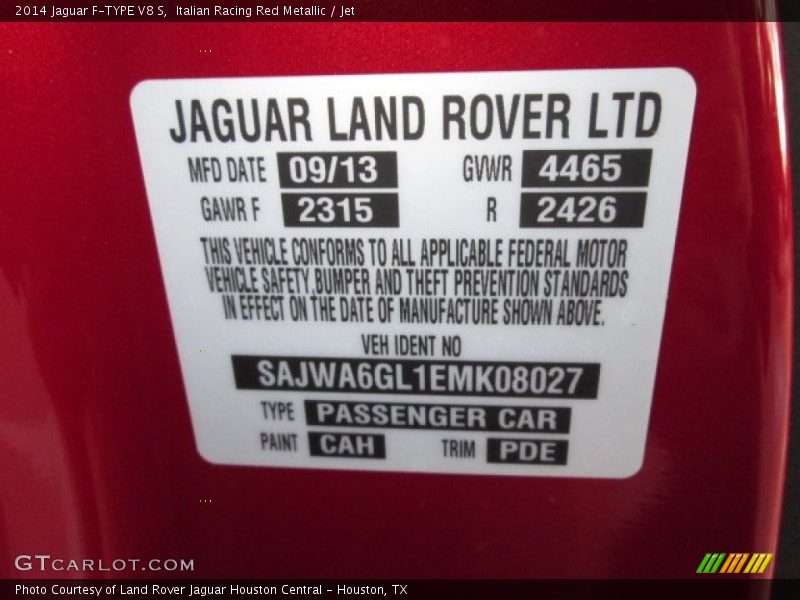 2014 Jaguar F-TYPE V8 S, Italian Racing Red Metallic / Jet
JAGUAR LAND ROVER LTD
MFD DATE 09/13 GVWR 4465
GAWR F 2315 R 2426
THIS VEHICLE CONFORMS TO ALL APPLICABLE FEDERAL MOTOR
VEHICLE SAFETY, BUMPER AND THEFT PREVENTION STANDARDS
IN EFFECT ON THE DATE OF MANUFACTURE SHOWN ABOVE.
VEH IDENT NO
SAJWA6GL1EMK08027
TYPE PASSENGER CAR
PAINT CAH TRIM PDE
GTCARLOT.COM
Photo Courtesy of Land Rover Jaguar Houston Central - Houston, TX